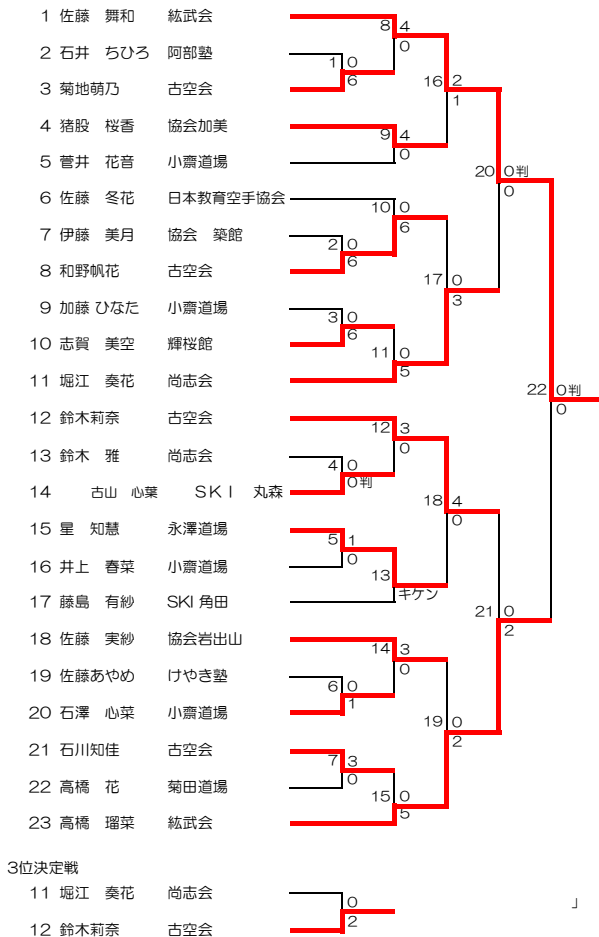 1 佐藤　舞和　紘武会
2 石井　ちひろ　阿部塾
3 菊地萌乃　古空会
4 猪股　桜香　協会加美
5 菅井　花音　小齋道場
6 佐藤　冬花　日本教育空手協会
7 伊藤　美月　協会　築館
8 和野帆花　古空会
9 加藤 ひなた　小齋道場
10 志賀　美空　輝桜館
11 堀江　奏花　尚志会
12 鈴木莉奈　古空会
13 鈴木　雅　尚志会
14 古山　心葉　ＳＫＩ　丸森
15 星　知慧　永澤道場
16 井上　春菜　小齋道場
17 藤島　有紗　SKI 角田
18 佐藤　実紗　協会岩出山
19 佐藤あやめ　けやき塾
20 石澤　心菜　小齋道場
21 石川知佳　古空会
22 高橋　花　菊田道場
23 高橋　瑠菜　紘武会
1 0
6
2 0
6
3 0
6
4 0
0判
5 1
0
6 0
1
7 3
0
8 4
0
9 4
0
10 0
6
11 0
5
12 3
0
13
キケン
14 3
0
15 0
5
16 2
1
17 0
3
18 4
0
19 0
2
20 0判
0
21 0
2
22 0判
0
3位決定戦
11 堀江　奏花　尚志会
0
12 鈴木莉奈　古空会
2
」